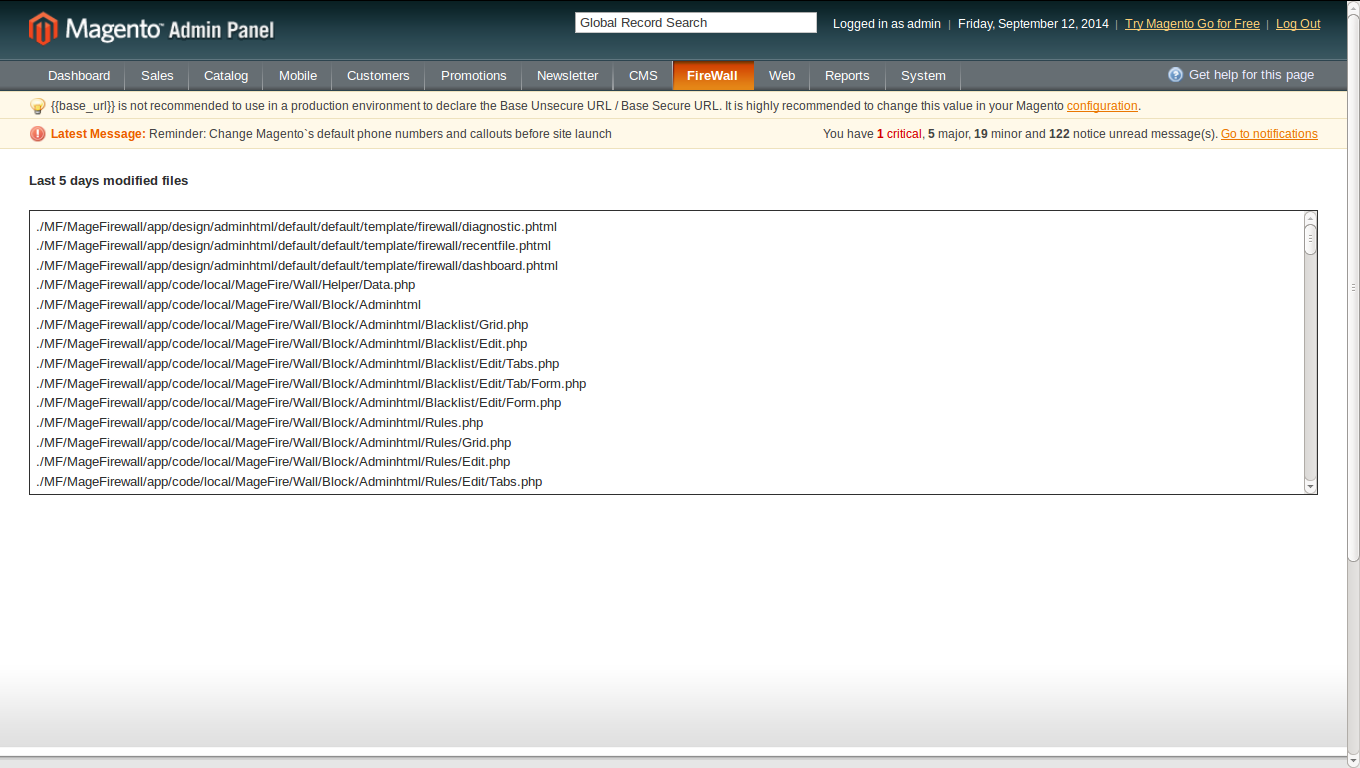 Magento™ Admin Panel
Global Record Search
Logged in as admin | Friday, September 12, 2014 | Try Magento Go for Free | Log Out
Dashboard Sales Catalog Mobile Customers Promotions Newsletter CMS FireWall Web Reports System Get help for this page
{{base_url}} is not recommended to use in a production environment to declare the Base Unsecure URL / Base Secure URL. It is highly recommended to change this value in your Magento configuration.
Latest Message: Reminder: Change Magento`s default phone numbers and callouts before site launch You have 1 critical, 5 major, 19 minor and 122 notice unread message(s). Go to notifications
Last 5 days modified files
./MF/MageFirewall/app/design/adminhtml/default/default/template/firewall/diagnostic.phtml
./MF/MageFirewall/app/design/adminhtml/default/default/template/firewall/recentfile.phtml
./MF/MageFirewall/app/design/adminhtml/default/default/template/firewall/dashboard.phtml
./MF/MageFirewall/app/code/local/MageFire/Wall/Helper/Data.php
./MF/MageFirewall/app/code/local/MageFire/Wall/Block/Adminhtml
./MF/MageFirewall/app/code/local/MageFire/Wall/Block/Adminhtml/Blacklist/Grid.php
./MF/MageFirewall/app/code/local/MageFire/Wall/Block/Adminhtml/Blacklist/Edit.php
./MF/MageFirewall/app/code/local/MageFire/Wall/Block/Adminhtml/Blacklist/Edit/Tabs.php
./MF/MageFirewall/app/code/local/MageFire/Wall/Block/Adminhtml/Blacklist/Edit/Tab/Form.php
./MF/MageFirewall/app/code/local/MageFire/Wall/Block/Adminhtml/Blacklist/Edit/Form.php
./MF/MageFirewall/app/code/local/MageFire/Wall/Block/Adminhtml/Rules.php
./MF/MageFirewall/app/code/local/MageFire/Wall/Block/Adminhtml/Rules/Grid.php
./MF/MageFirewall/app/code/local/MageFire/Wall/Block/Adminhtml/Rules/Edit.php
./MF/MageFirewall/app/code/local/MageFire/Wall/Block/Adminhtml/Rules/Edit/Tabs.php